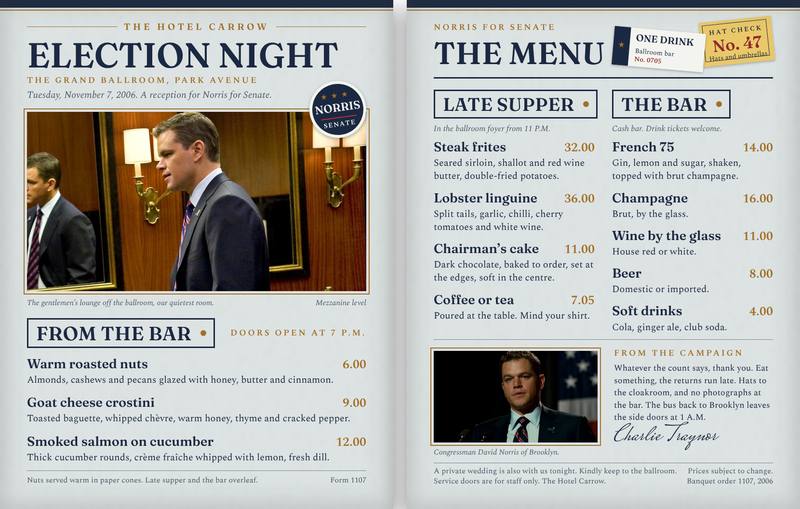 THE HOTEL CARROW
ELECTION NIGHT
THE GRAND BALLROOM, PARK AVENUE
Tuesday, November 7, 2006. A reception for Norris for Senate.
NORRIS
SENATE
The gentlemen's lounge off the ballroom, our quietest room.
Mezzanine level
FROM THE BAR
DOORS OPEN AT 7 P.M.
Warm roasted nuts 6.00
Almonds, cashews and pecans glazed with honey, butter and cinnamon.
Goat cheese crostini 9.00
Toasted baguette, whipped chèvre, warm honey, thyme and cracked pepper.
Smoked salmon on cucumber 12.00
Thick cucumber rounds, crème fraîche whipped with lemon, fresh dill.
Nuts served warm in paper cones. Late supper and the bar overleaf.
Form 1107
NORRIS FOR SENATE
THE MENU
ONE DRINK
Ballroom bar
No. 0705
HAT CHECK
No. 47
Hats and umbrellas
LATE SUPPER
In the ballroom foyer from 11 P.M.
Steak frites 32.00
Seared sirloin, shallot and red wine
butter, double-fried potatoes.
Lobster linguine 36.00
Split tails, garlic, chilli, cherry
tomatoes and white wine.
Chairman's cake 11.00
Dark chocolate, baked to order, set at
the edges, soft in the centre.
Coffee or tea 7.05
Poured at the table. Mind your shirt.
THE BAR
Cash bar. Drink tickets welcome.
French 75 14.00
Gin, lemon and sugar, shaken,
topped with brut champagne.
Champagne 16.00
Brut, by the glass.
Wine by the glass 11.00
House red or white.
Beer 8.00
Domestic or imported.
Soft drinks 4.00
Cola, ginger ale, club soda.
Congressman David Norris of Brooklyn.
FROM THE CAMPAIGN
Whatever the count says, thank you. Eat
something, the returns run late. Hats to
the cloakroom, and no photographs at
the bar. The bus back to Brooklyn leaves
the side doors at 1 A.M.
Charlie Traynor
A private wedding is also with us tonight. Kindly keep to the ballroom.
Service doors are for staff only. The Hotel Carrow.
Prices subject to change.
Banquet order 1107, 2006